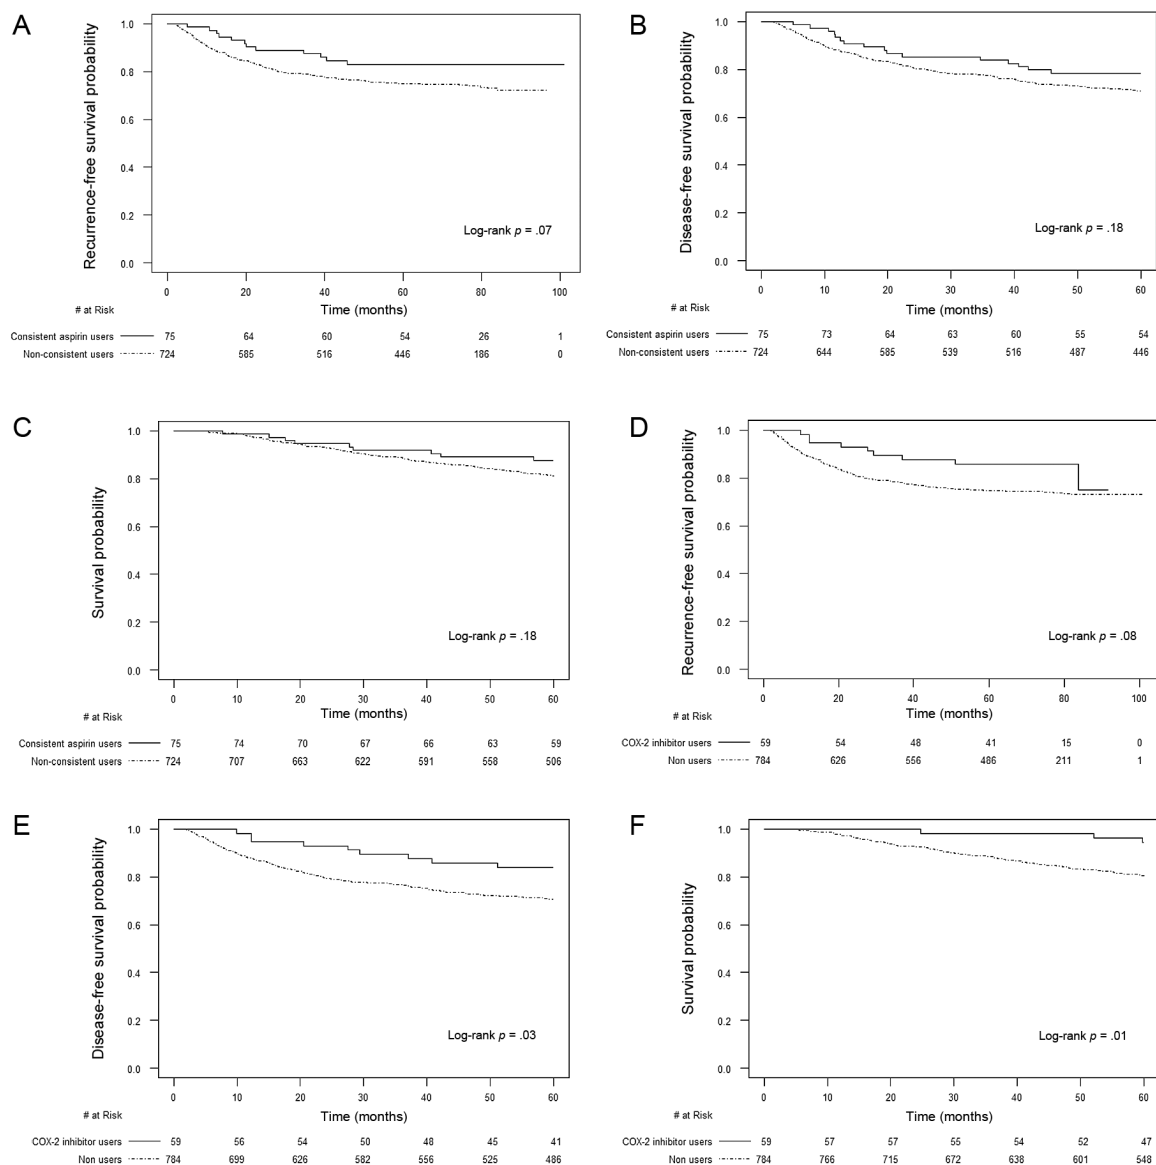 A
Recurrence-free survival probability
1.0
0.8
0.6
0.4
0.2
0.0
Log-rank p = .07
0 20 40 60 80 100
Time (months)
# at Risk
Consistent aspirin users 75 64 60 54 26 1
Non-consistent users 724 585 516 446 186 0
B
Disease-free survival probability
1.0
0.8
0.6
0.4
0.2
0.0
Log-rank p = .18
0 10 20 30 40 50 60
Time (months)
# at Risk
Consistent aspirin users 75 73 64 63 60 55 54
Non-consistent users 724 644 585 539 516 487 446
C
Survival probability
1.0
0.8
0.6
0.4
0.2
0.0
Log-rank p = .18
0 10 20 30 40 50 60
Time (months)
# at Risk
Consistent aspirin users 75 74 70 67 66 63 59
Non-consistent users 724 707 663 622 591 558 506
D
Recurrence-free survival probability
1.0
0.8
0.6
0.4
0.2
0.0
Log-rank p = .08
0 20 40 60 80 100
Time (months)
# at Risk
COX-2 inhibitor users 59 54 48 41 15 0
Non users 784 626 556 486 211 1
E
Disease-free survival probability
1.0
0.8
0.6
0.4
0.2
0.0
Log-rank p = .03
0 10 20 30 40 50 60
Time (months)
# at Risk
COX-2 inhibitor users 59 56 54 50 48 45 41
Non users 784 699 626 582 556 525 486
F
Survival probability
1.0
0.8
0.6
0.4
0.2
0.0
Log-rank p = .01
0 10 20 30 40 50 60
Time (months)
# at Risk
COX-2 inhibitor users 59 57 57 55 54 52 47
Non users 784 766 715 672 638 601 548